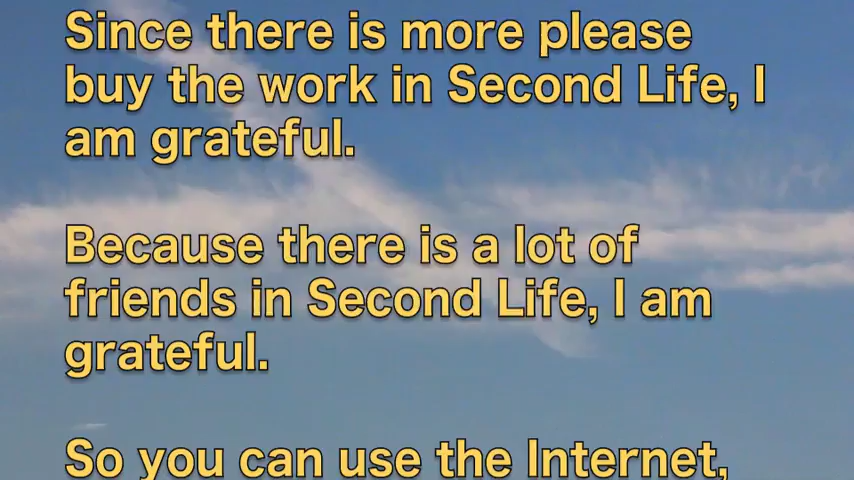 Since there is more please
buy the work in Second Life, I
am grateful.
Because there is a lot of
friends in Second Life, I am
grateful.
So you can use the Internet,